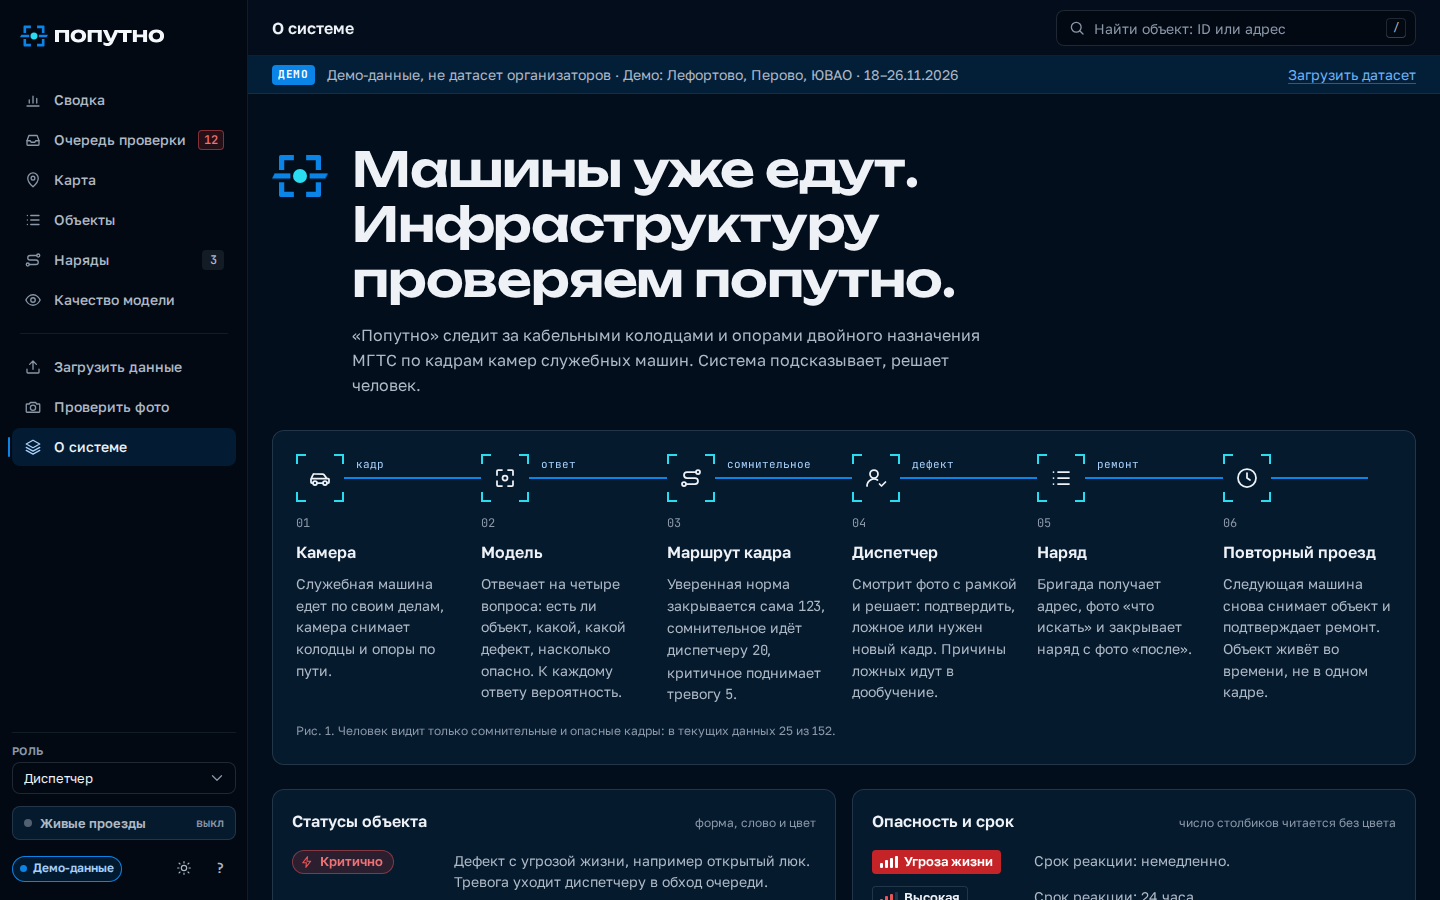 попутно
Сводка
Очередь проверки 12
Карта
Объекты
Наряды 3
Качество модели
Загрузить данные
Проверить фото
О системе
РОЛЬ
Диспетчер
Живые проезды выкл
Демо-данные ?
О системе
Найти объект: ID или адрес /
ДЕМО Демо-данные, не датасет организаторов · Демо: Лефортово, Перово, ЮВАО · 18–26.11.2026
Загрузить датасет
Машины уже едут.
Инфраструктуру
проверяем попутно.
«Попутно» следит за кабельными колодцами и опорами двойного назначения
МГТС по кадрам камер служебных машин. Система подсказывает, решает
человек.
кадр
01
Камера
Служебная машина
едет по своим делам,
камера снимает
колодцы и опоры по
пути.
ответ
02
Модель
Отвечает на четыре
вопроса: есть ли
объект, какой, какой
дефект, насколько
опасно. К каждому
ответу вероятность.
сомнительное
03
Маршрут кадра
Уверенная норма
закрывается сама 123,
сомнительное идёт
диспетчеру 20,
критичное поднимает
тревогу 5.
дефект
04
Диспетчер
Смотрит фото с рамкой
и решает: подтвердить,
ложное или нужен
новый кадр. Причины
ложных идут в
дообучение.
ремонт
05
Наряд
Бригада получает
адрес, фото «что
искать» и закрывает
наряд с фото «после».
06
Повторный проезд
Следующая машина
снова снимает объект и
подтверждает ремонт.
Объект живёт во
времени, не в одном
кадре.
Рис. 1. Человек видит только сомнительные и опасные кадры: в текущих данных 25 из 152.
Статусы объекта
форма, слово и цвет
Критично
Дефект с угрозой жизни, например открытый люк.
Тревога уходит диспетчеру в обход очереди.
Опасность и срок
число столбиков читается без цвета
Угроза жизни
Срок реакции: немедленно.
Высокая
Срок реакции: 24 часа